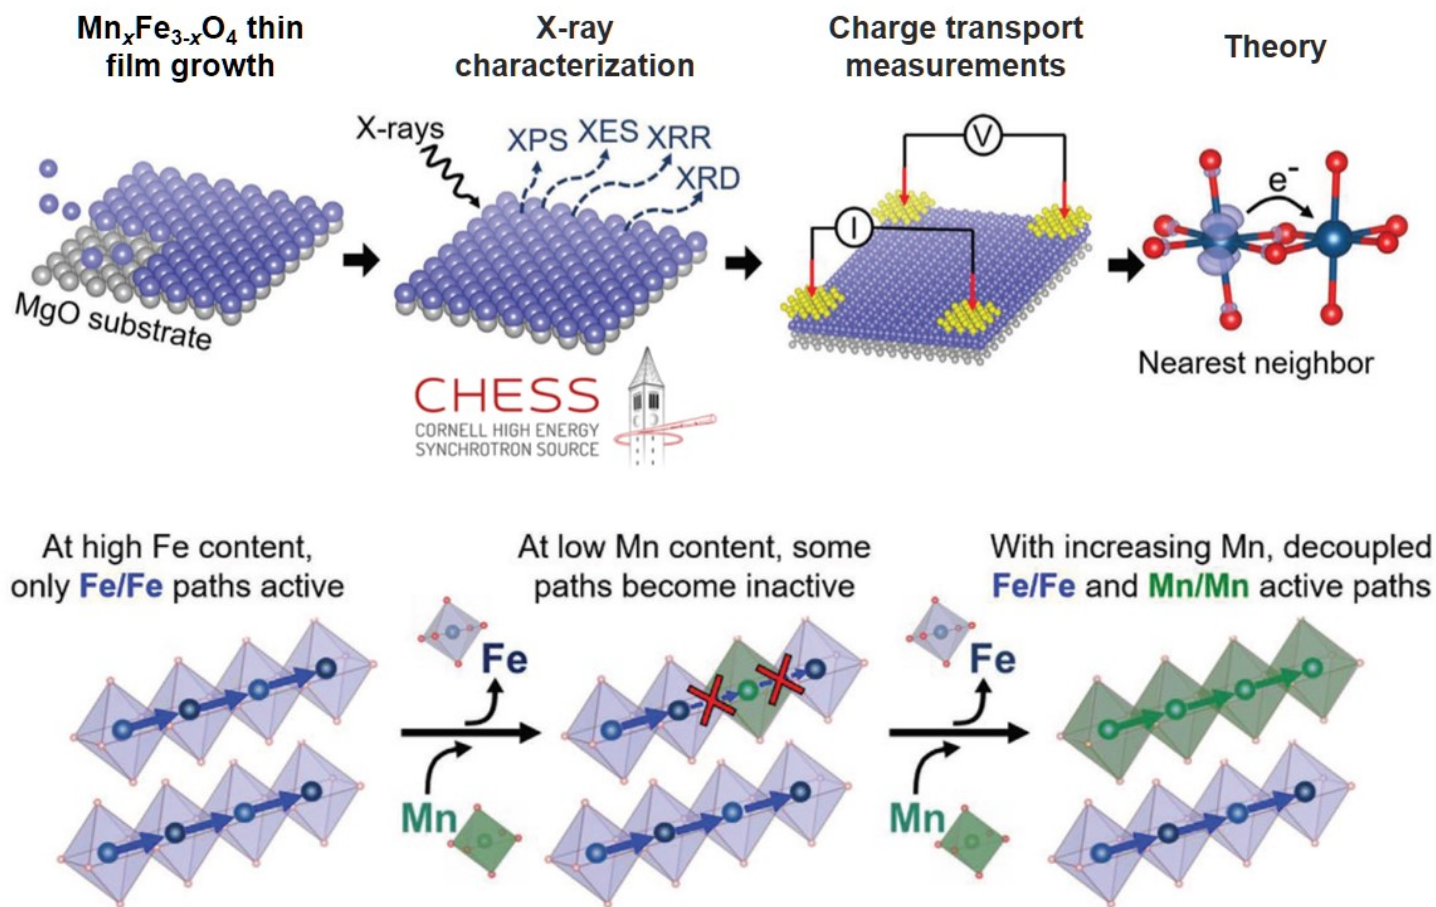 MnxFe3-xO4 thin
film growth
X-ray
characterization
Charge transport
measurements
Theory
X-rays
XPS
XES
XRR
XRD
V
I
e-
MgO substrate
Nearest neighbor
CHESS
CORNELL HIGH ENERGY
SYNCHROTRON SOURCE
At high Fe content,
only Fe/Fe paths active
At low Mn content, some
paths become inactive
With increasing Mn, decoupled
Fe/Fe and Mn/Mn active paths
Fe
Mn
Fe
Mn